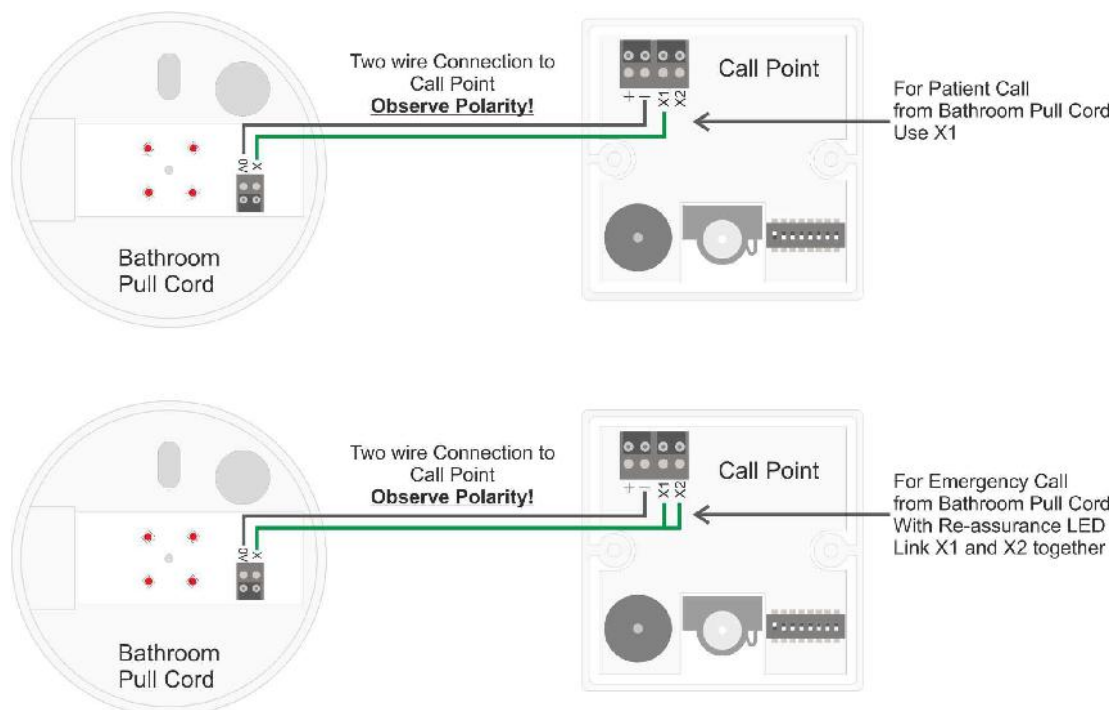 Two wire Connection to
Call Point
Observe Polarity!
Call Point
+
−
X1
X2
For Patient Call
from Bathroom Pull Cord
Use X1
0V
X
Bathroom
Pull Cord
Two wire Connection to
Call Point
Observe Polarity!
Call Point
+
−
X1
X2
For Emergency Call
from Bathroom Pull Cord
With Re-assurance LED
Link X1 and X2 together
0V
X
Bathroom
Pull Cord